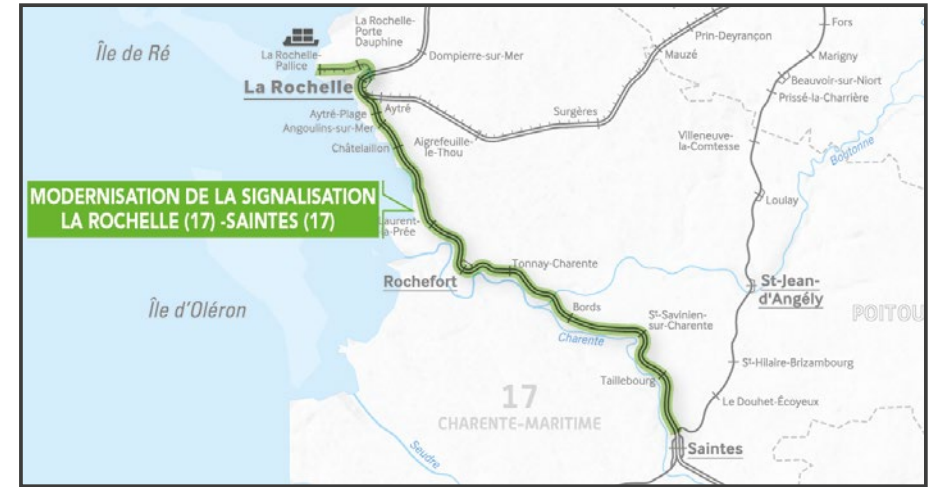 Île de Ré
La Rochelle-
Pallice
La Rochelle-
Porte
Dauphine
Dompierre-sur-Mer
La Rochelle
Aytré-Plage
Aytré
Angoulins-sur-Mer
Châtelaillon
Aigrefeuille-
le-Thou
Surgères
Mauzé
Prin-Deyrançon
Fors
Marigny
Beauvoir-sur-Niort
Prissé-la-Charrière
Villeneuve-
la-Comtesse
Boutonne
Loulay
MODERNISATION DE LA SIGNALISATION
LA ROCHELLE (17) -SAINTES (17)
Laurent-
la-Prée
Rochefort
Tonnay-Charente
St-Jean-
d'Angély
Île d'Oléron
Bords
St-Savinien-
sur-Charente
POITOU
Charente
Taillebourg
St-Hilaire-Brizambourg
17
CHARENTE-MARITIME
Le Douhet-Écoyeux
Seudre
Saintes